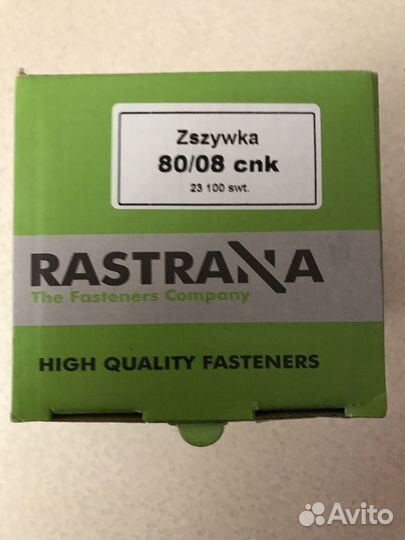 Zszywka
80/08 cnk
23 100 swt.
RASTRANA
The Fasteners Company
HIGH QUALITY FASTENERS
Avito